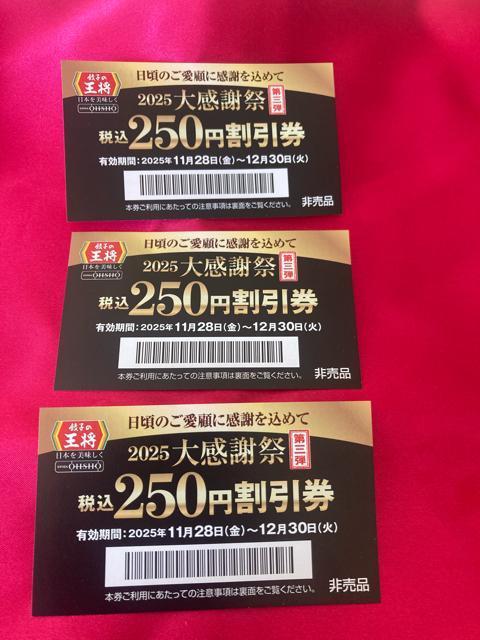 餃子の
王将
日本を美味しく
OHSHO
日頃のご愛顧に感謝を込めて
2025 大感謝祭 第三弾
税込250円割引券
有効期間:2025年11月28日(金)~12月30日(火)
本券ご利用にあたっての注意事項は裏面をご覧ください。
非売品
餃子の
王将
日本を美味しく
OHSHO
日頃のご愛顧に感謝を込めて
2025 大感謝祭 第三弾
税込250円割引券
有効期間:2025年11月28日(金)~12月30日(火)
本券ご利用にあたっての注意事項は裏面をご覧ください。
非売品
餃子の
王将
日本を美味しく
OHSHO
日頃のご愛顧に感謝を込めて
2025 大感謝祭 第三弾
税込250円割引券
有効期間:2025年11月28日(金)~12月30日(火)
本券ご利用にあたっての注意事項は裏面をご覧ください。
非売品